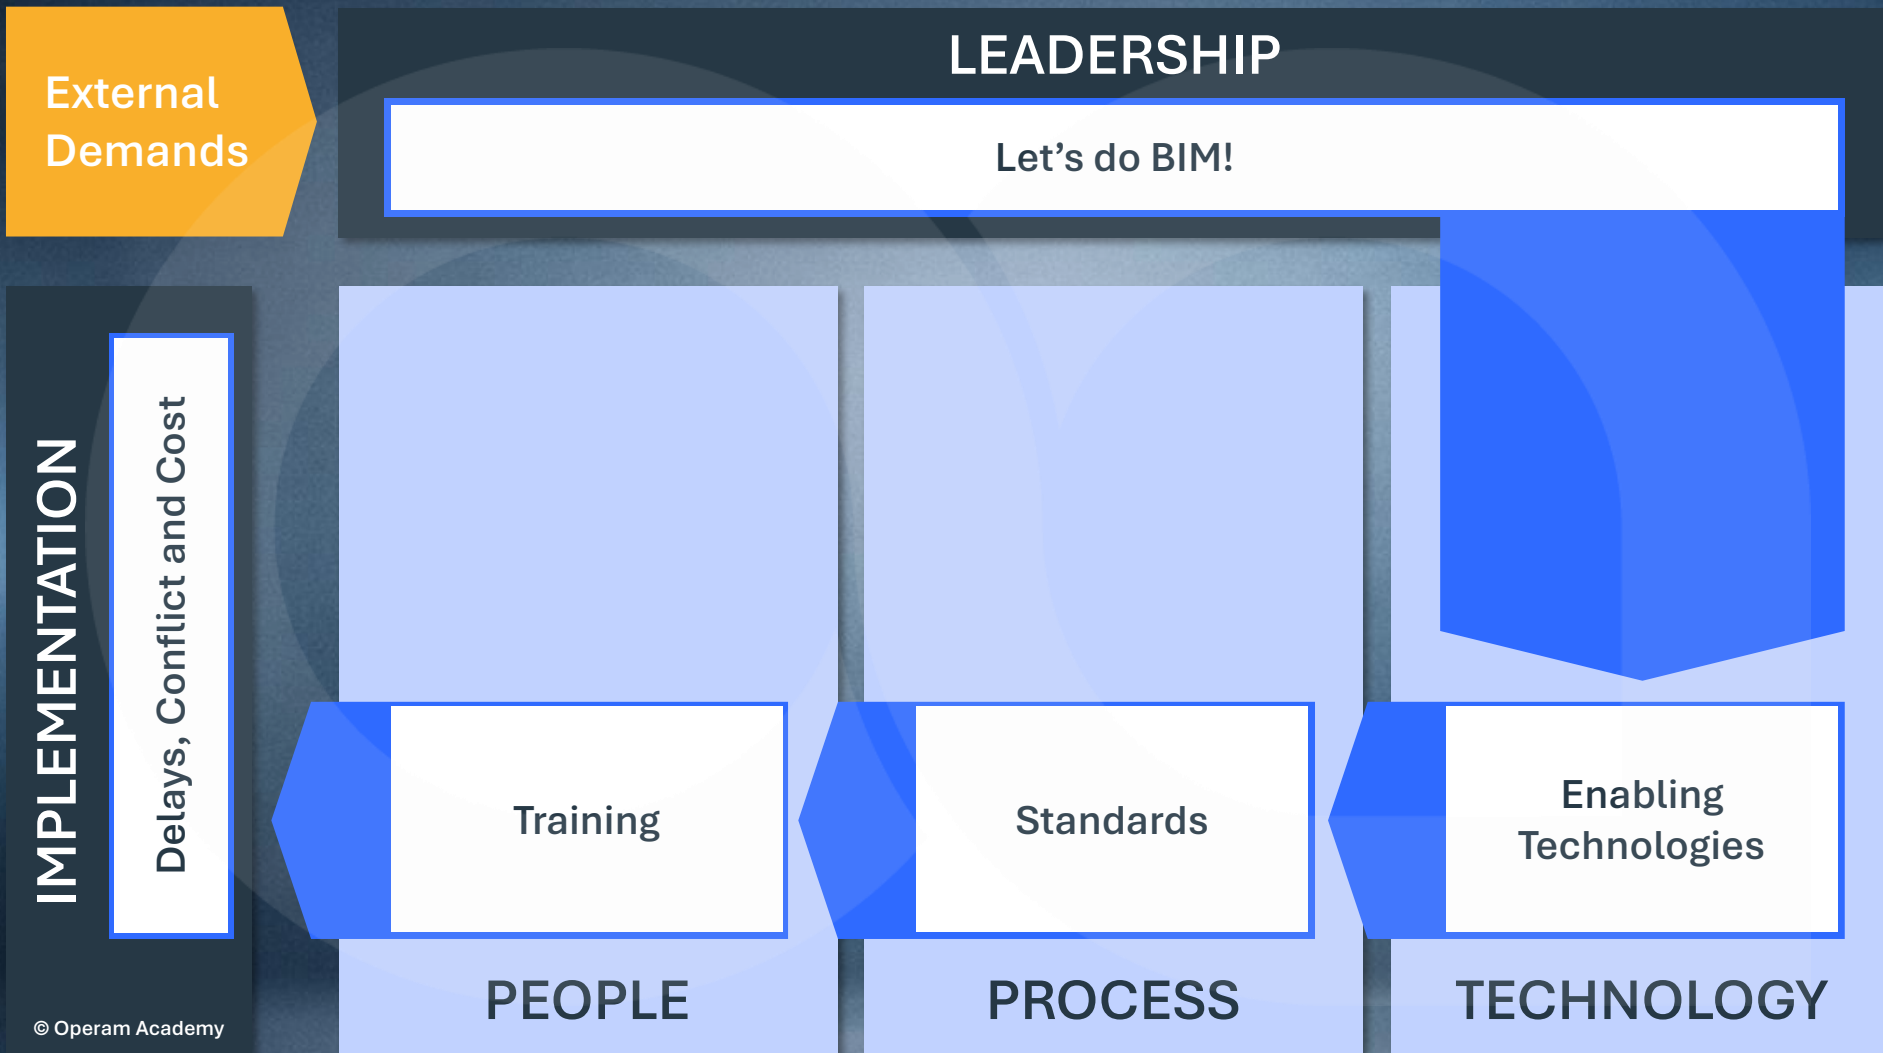 External
Demands
LEADERSHIP
Let’s do BIM!
IMPLEMENTATION
Delays, Conflict and Cost
Training
Standards
Enabling
Technologies
PEOPLE
PROCESS
TECHNOLOGY
© Operam Academy